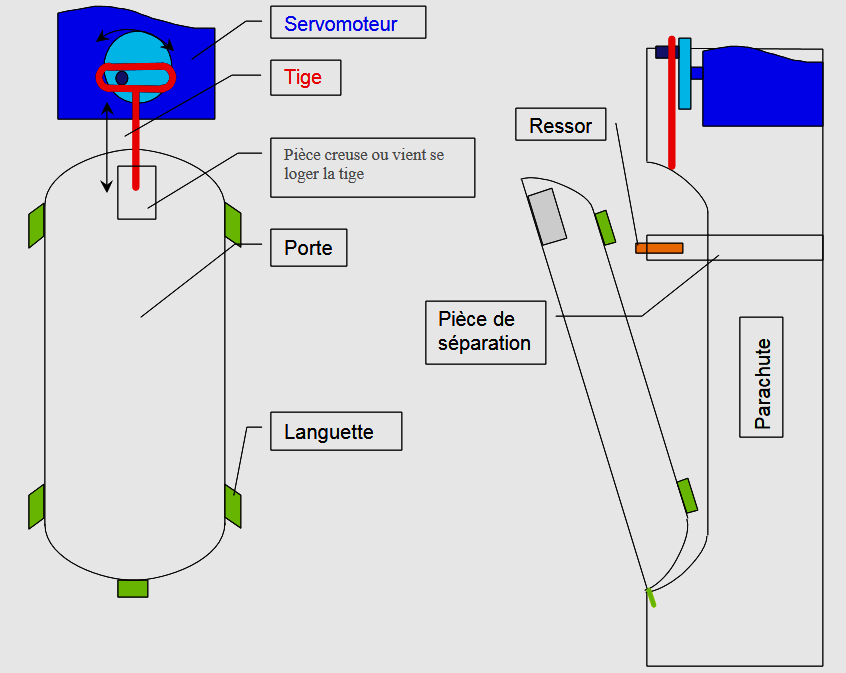 Servomoteur
Tige
Pièce creuse ou vient se
loger la tige
Porte
Languette
Ressor
Pièce de
séparation
Parachute